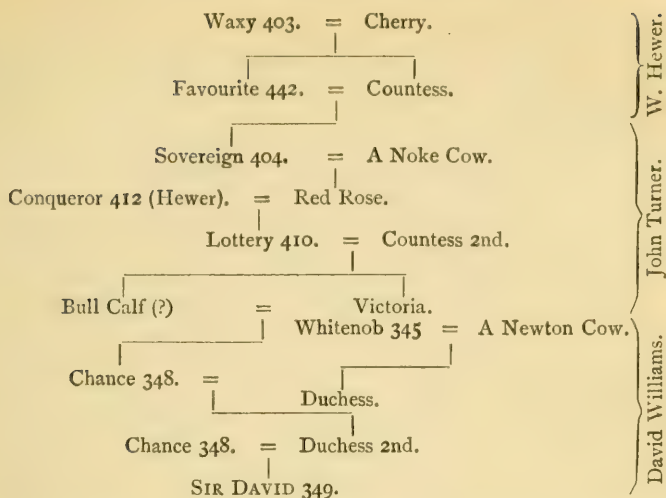 Waxy 403. = Cherry.
Favourite 442. = Countess.
Sovereign 404. = A Noke Cow.
Conqueror 412 (Hewer). = Red Rose.
Lottery 410. = Countess 2nd.
Bull Calf (?) = Victoria.
Whitenob 345 = A Newton Cow.
Chance 348. =
Duchess.
Chance 348. = Duchess 2nd.
SIR DAVID 349.
W. Hewer.
John Turner.
David Williams.